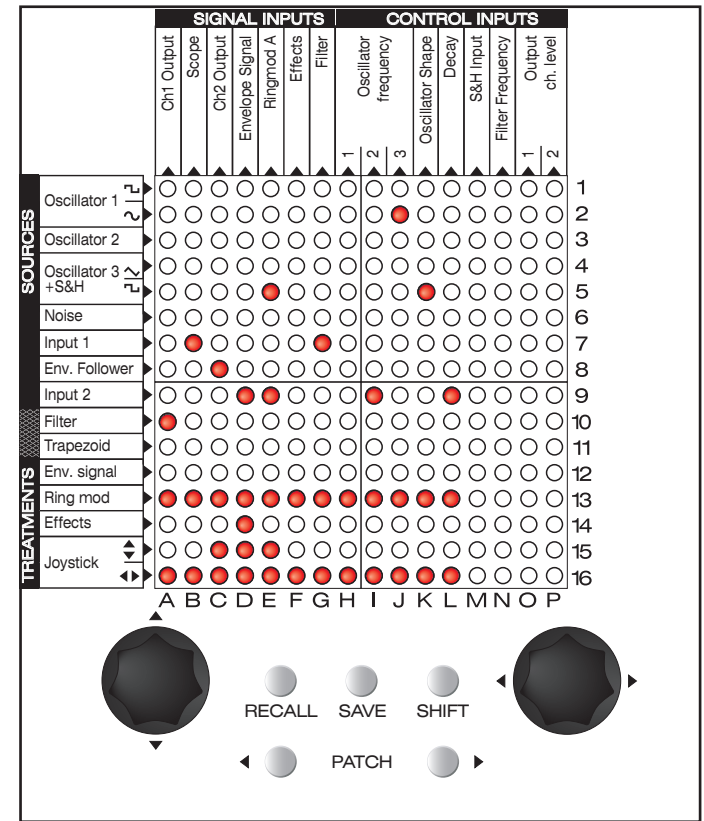 SIGNAL INPUTS CONTROL INPUTS
Ch1 Output
Scope
Ch2 Output
Envelope Signal
Ringmod A
Effects
Filter
Oscillator
frequency
1
2
3
Oscillator Shape
Decay
S&H Input
Filter Frequency
Output
ch. level
1
2
SOURCES
TREATMENTS
Oscillator 1
Oscillator 2
Oscillator 3
+S&H
Noise
Input 1
Env. Follower
Input 2
Filter
Trapezoid
Env. signal
Ring mod
Effects
Joystick
1
2
3
4
5
6
7
8
9
10
11
12
13
14
15
16
A B C D E F G H I J K L M N O P
RECALL SAVE SHIFT
PATCH